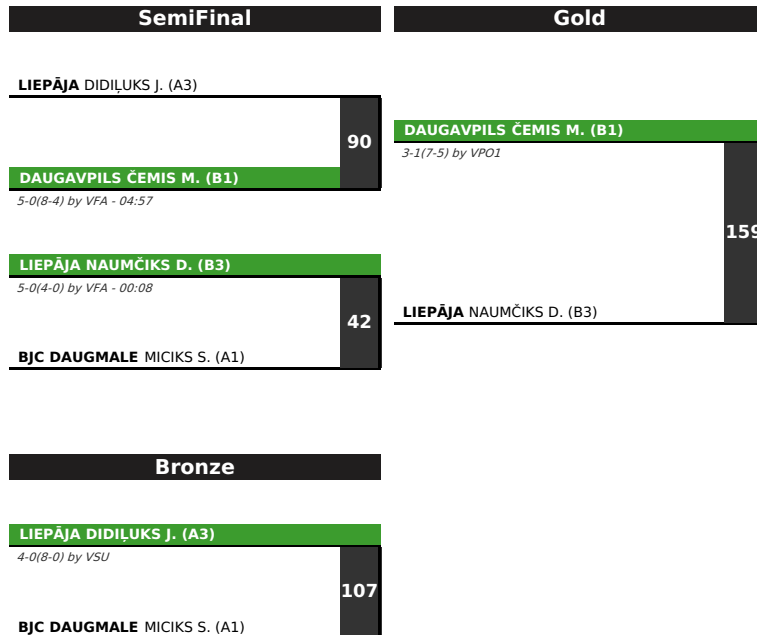 SemiFinal
LIEPĀJA DIDIĻUKS J. (A3)
90
DAUGAVPILS ČEMIS M. (B1)
5-0(8-4) by VFA - 04:57
LIEPĀJA NAUMČIKS D. (B3)
5-0(4-0) by VFA - 00:08
42
BJC DAUGMALE MICIKS S. (A1)
Gold
DAUGAVPILS ČEMIS M. (B1)
3-1(7-5) by VPO1
159
LIEPĀJA NAUMČIKS D. (B3)
Bronze
LIEPĀJA DIDIĻUKS J. (A3)
4-0(8-0) by VSU
107
BJC DAUGMALE MICIKS S. (A1)